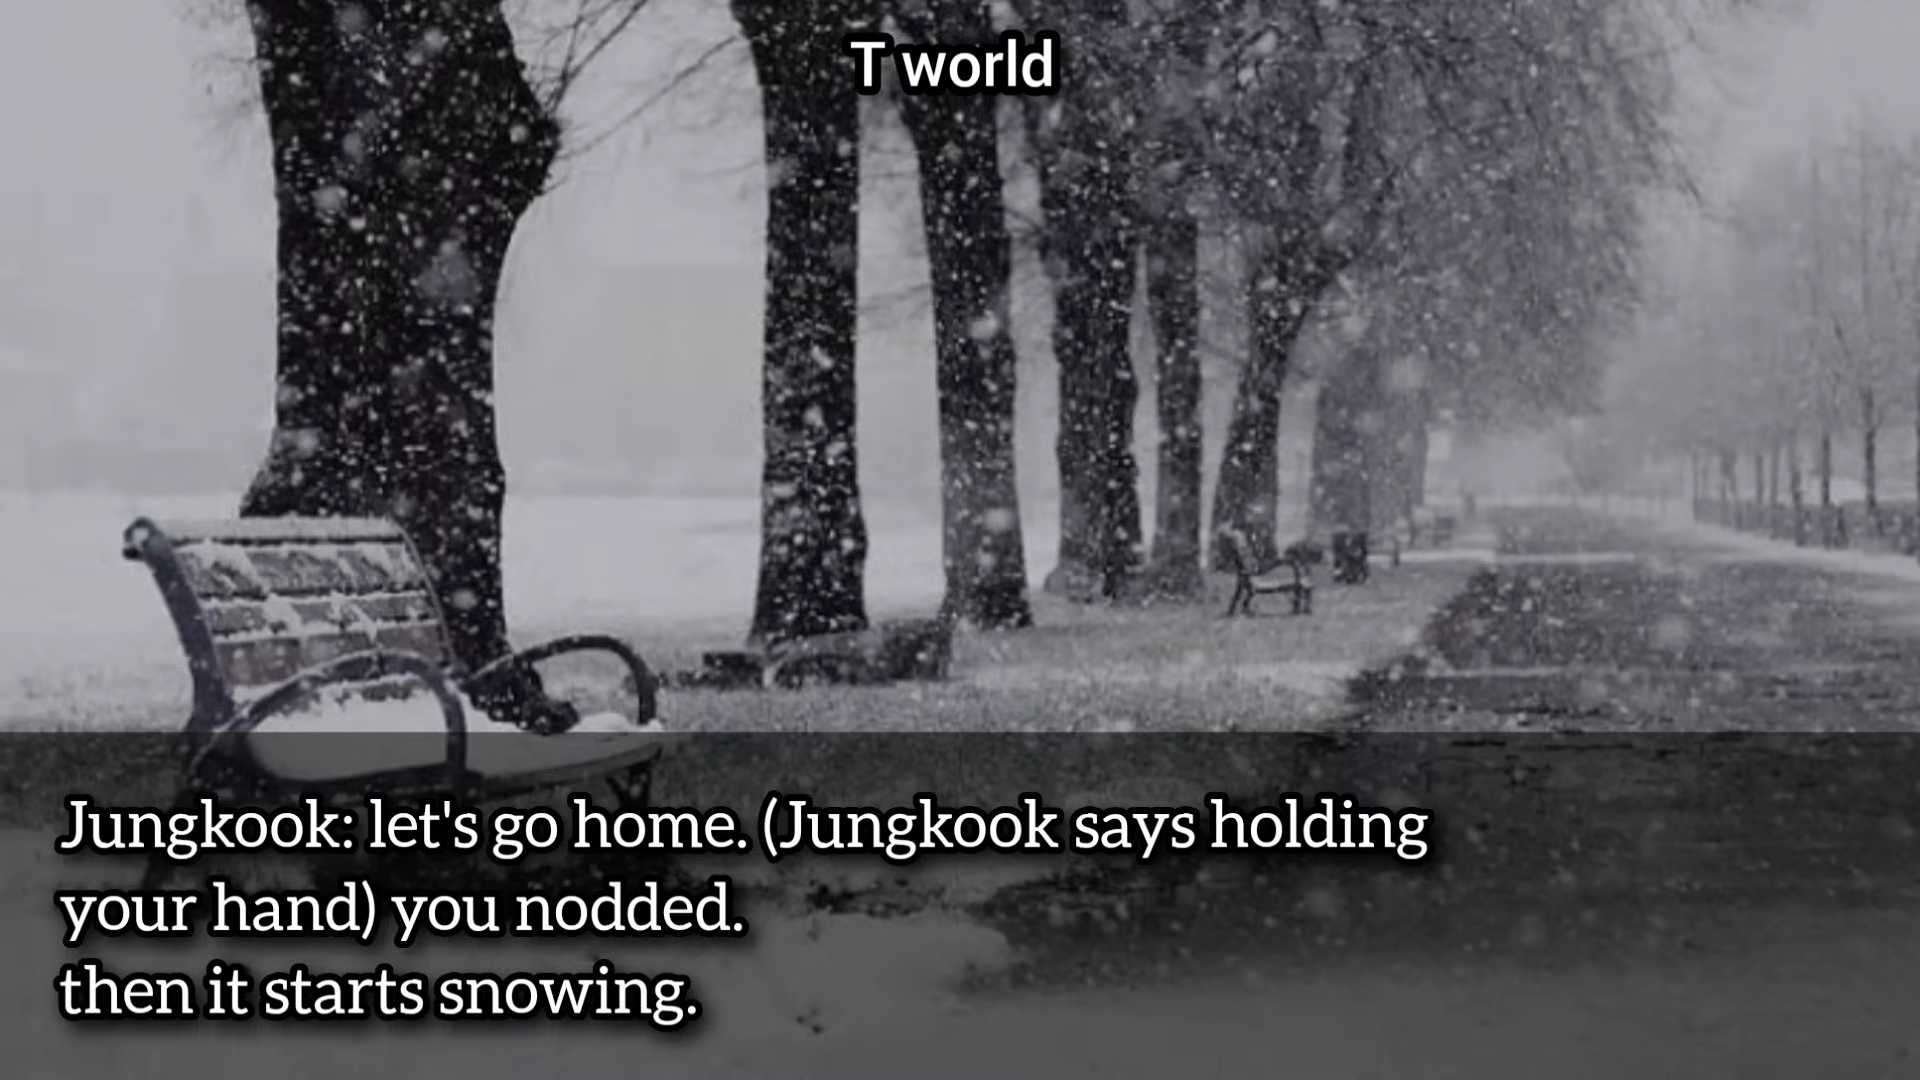 T world
Jungkook: let's go home. (Jungkook says holding
your hand) you nodded.
then it starts snowing.